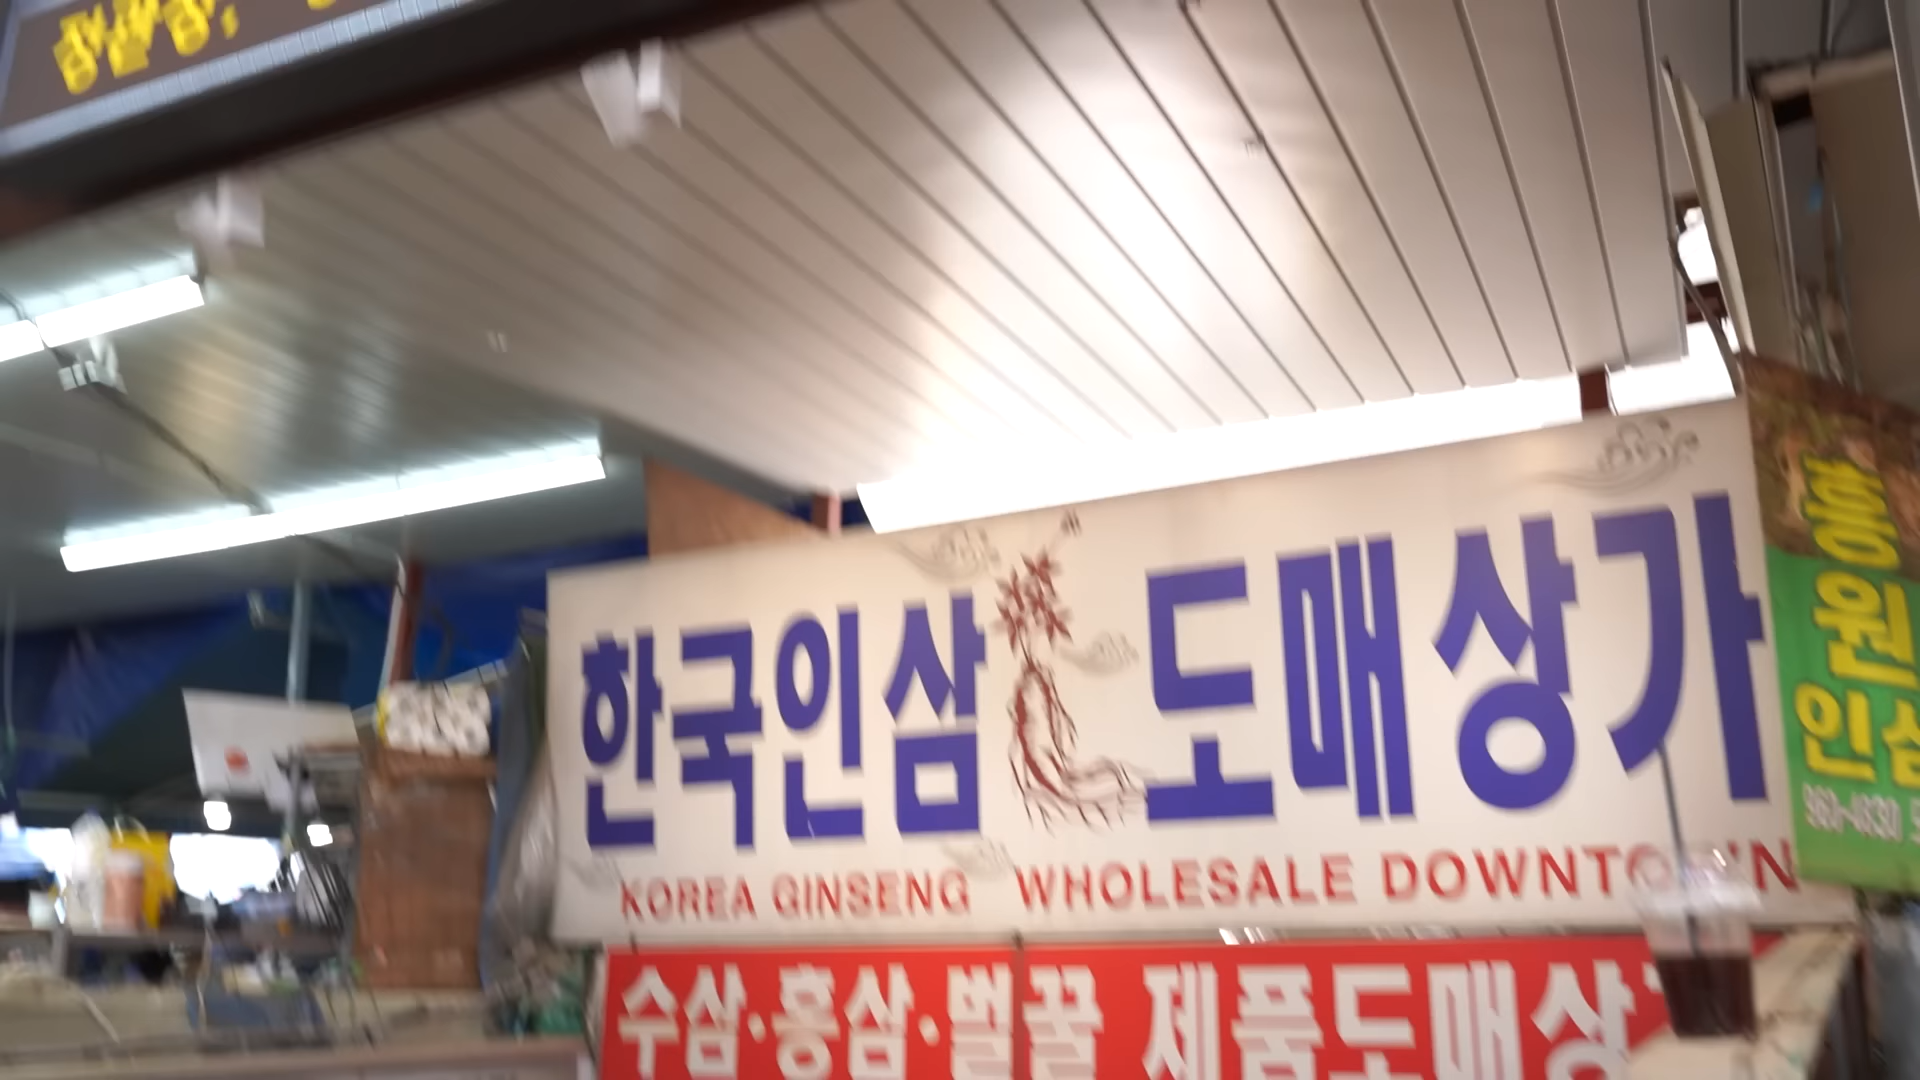 한국인삼 도매상가
KOREA GINSENG WHOLESALE DOWNTOWN
수삼·홍삼·벌꿀 제품도매상
홍
원
인삼